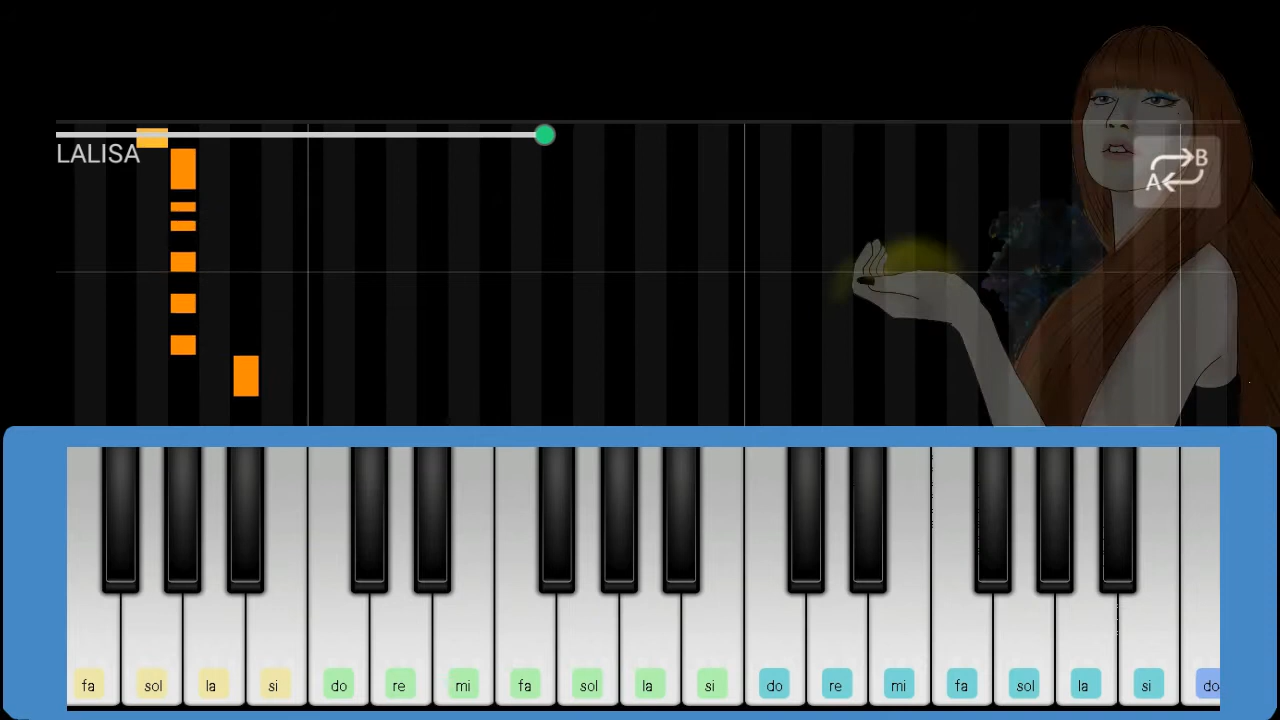 LALISA
B
A
fa sol la si do re mi fa sol la si do re mi fa sol la si do